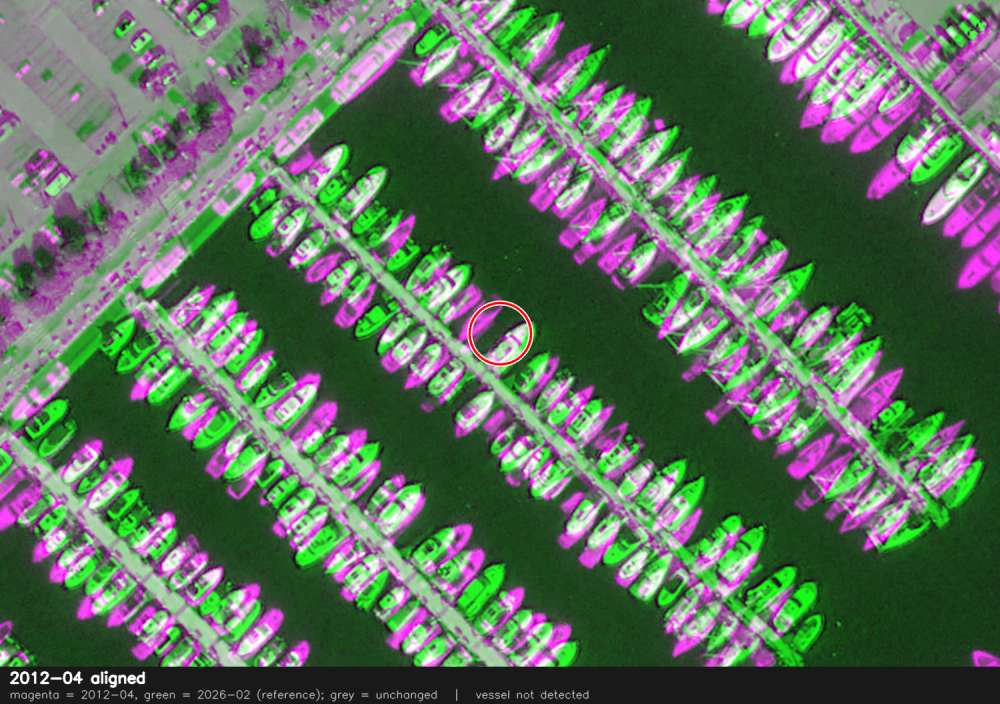 2012-04 aligned
magenta = 2012-04, green = 2026-02 (reference); grey = unchanged | vessel not detected